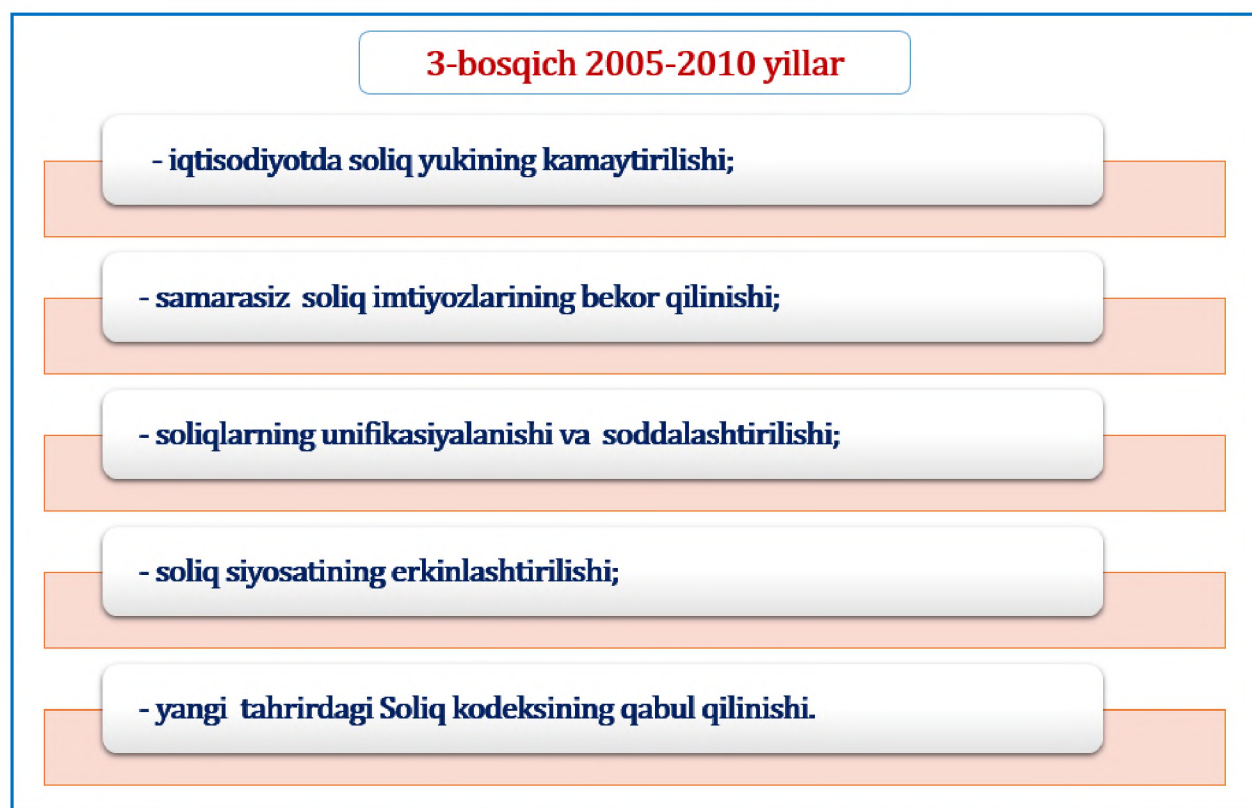 3-bosqich 2005-2010 yillar
- iqtisodiyotda soliq yukining kamaytirilishi;
- samarasiz soliq imtiyozlarining bekor qilinishi;
- soliqlarning unifikasiyalanishi va soddalashtirilishi;
- soliq siyosatining erkinlashtirilishi;
- yangi tahrirdagi Soliq kodeksining qabul qilinishi.